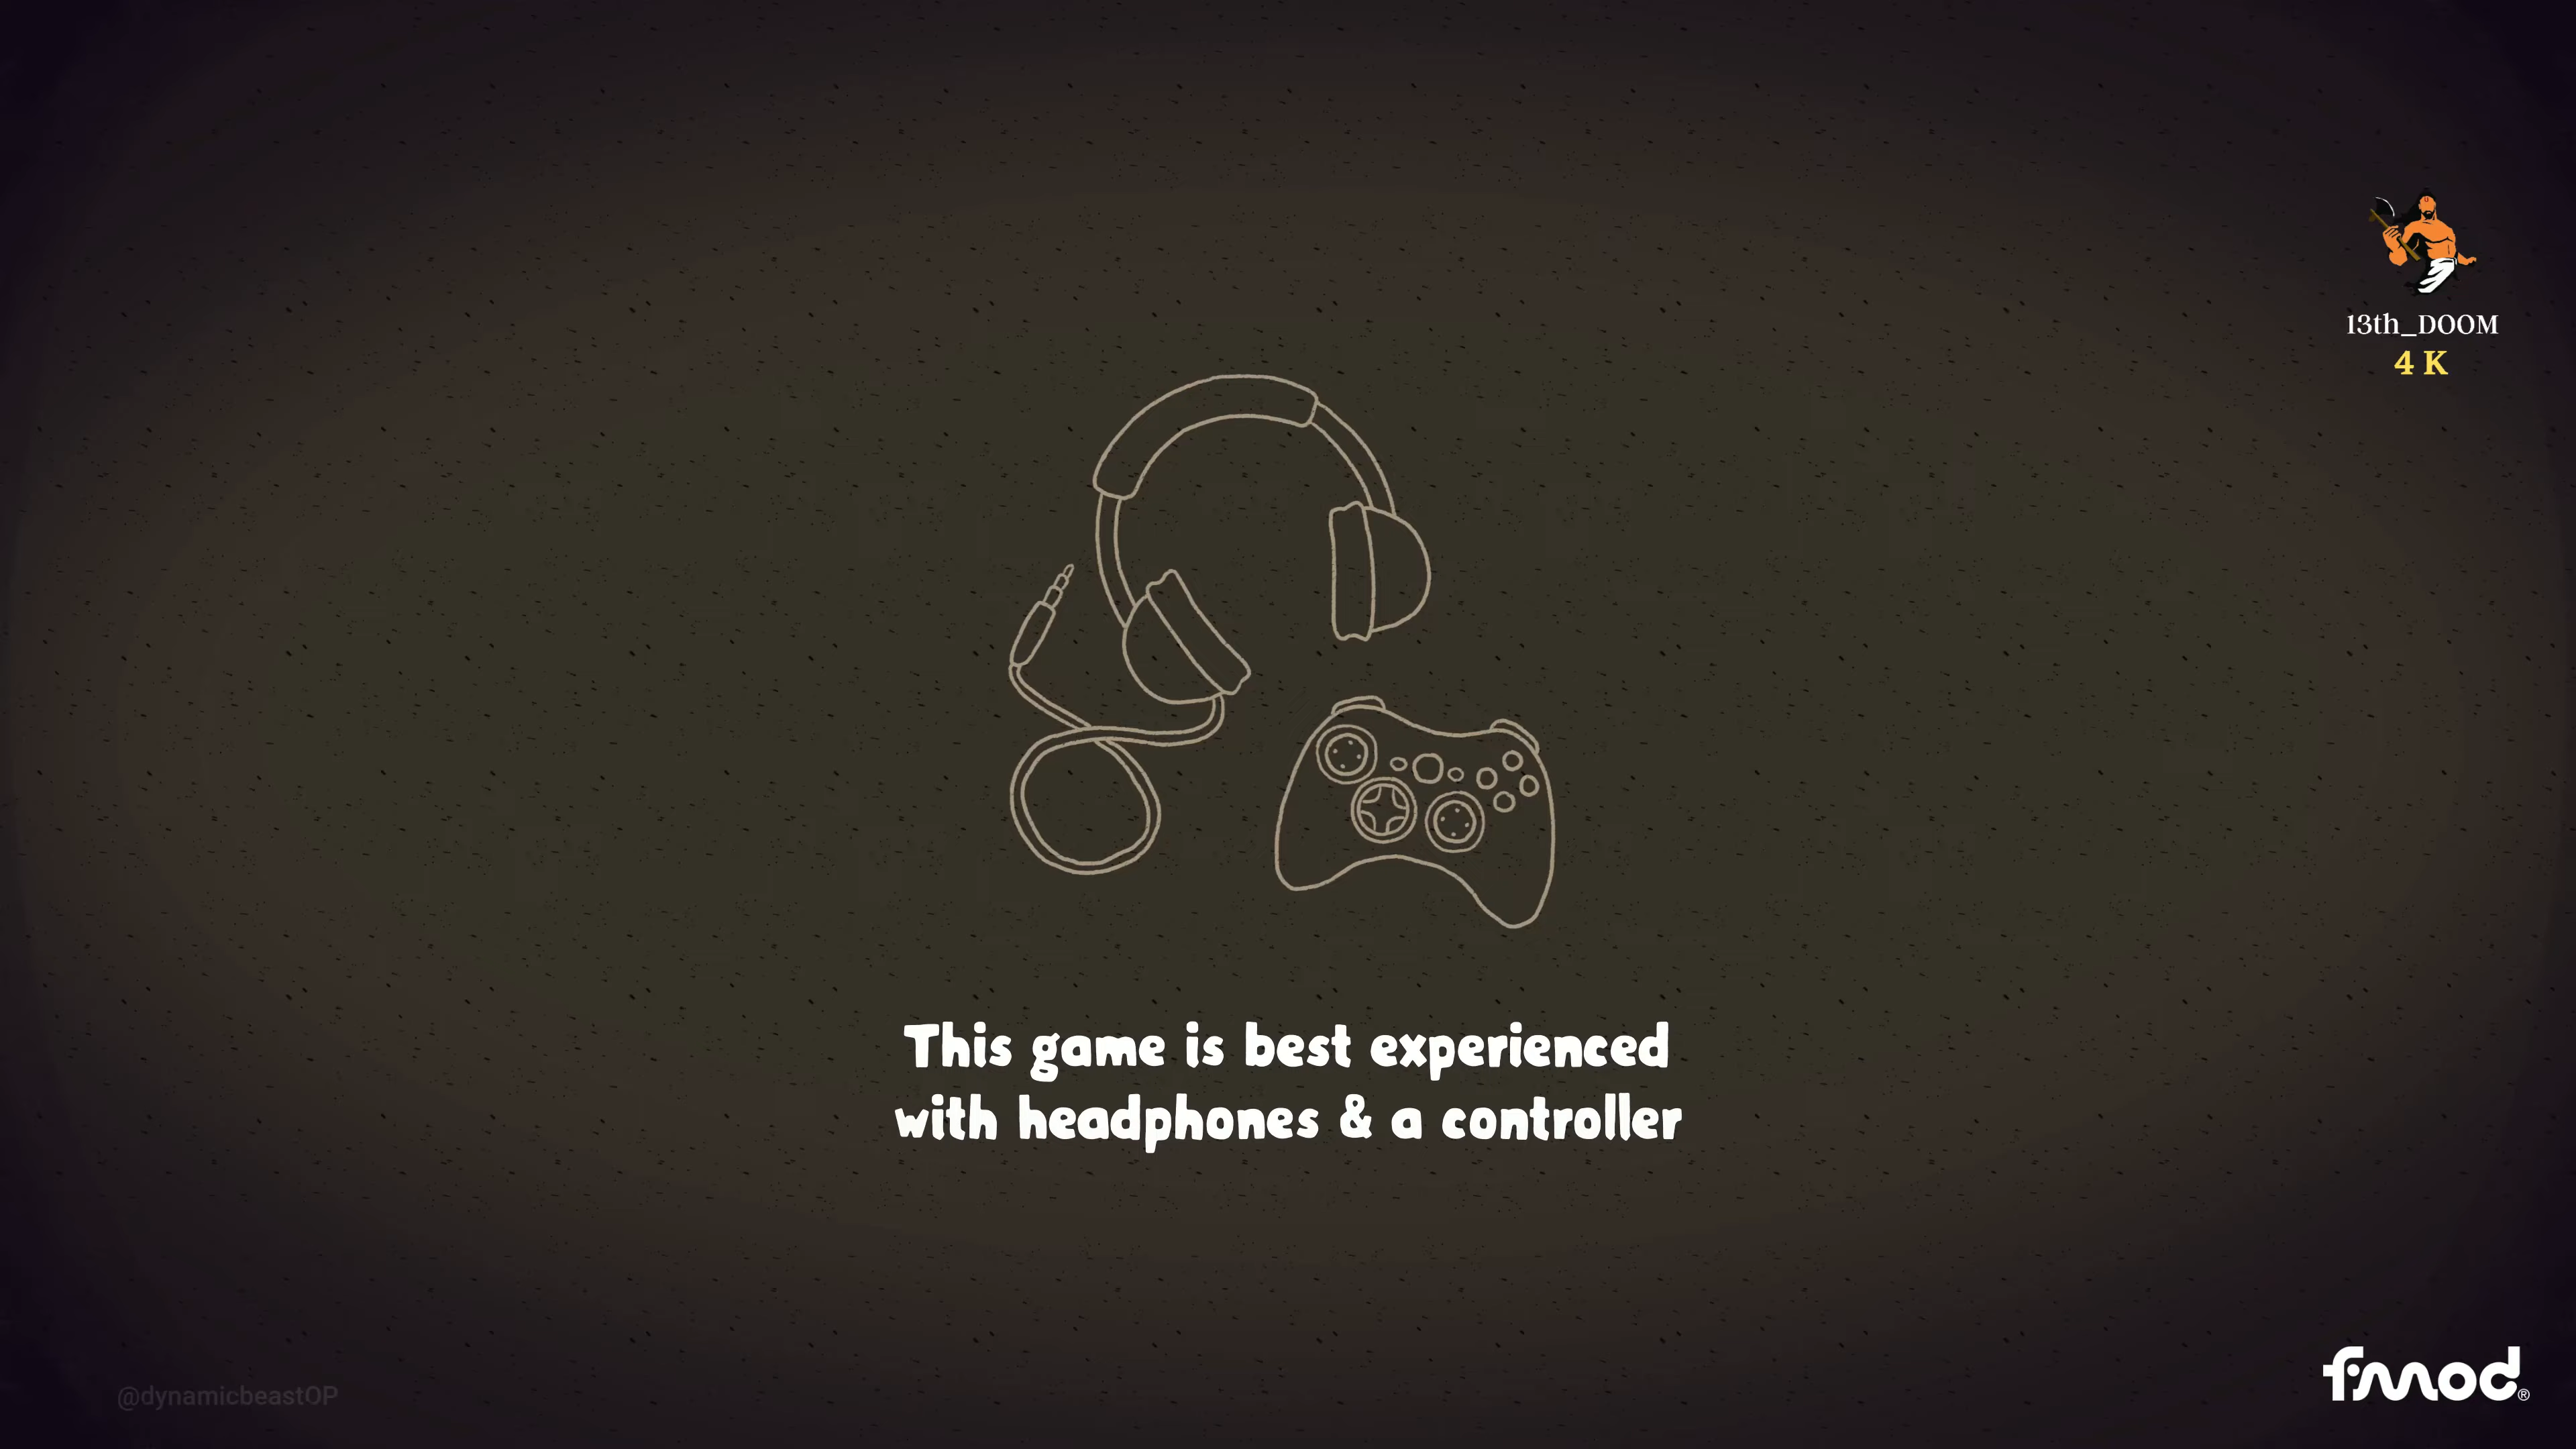 13th_DOOM
4 K
This game is best experienced
with headphones & a controller
@dynamicbeastOP
fmod®